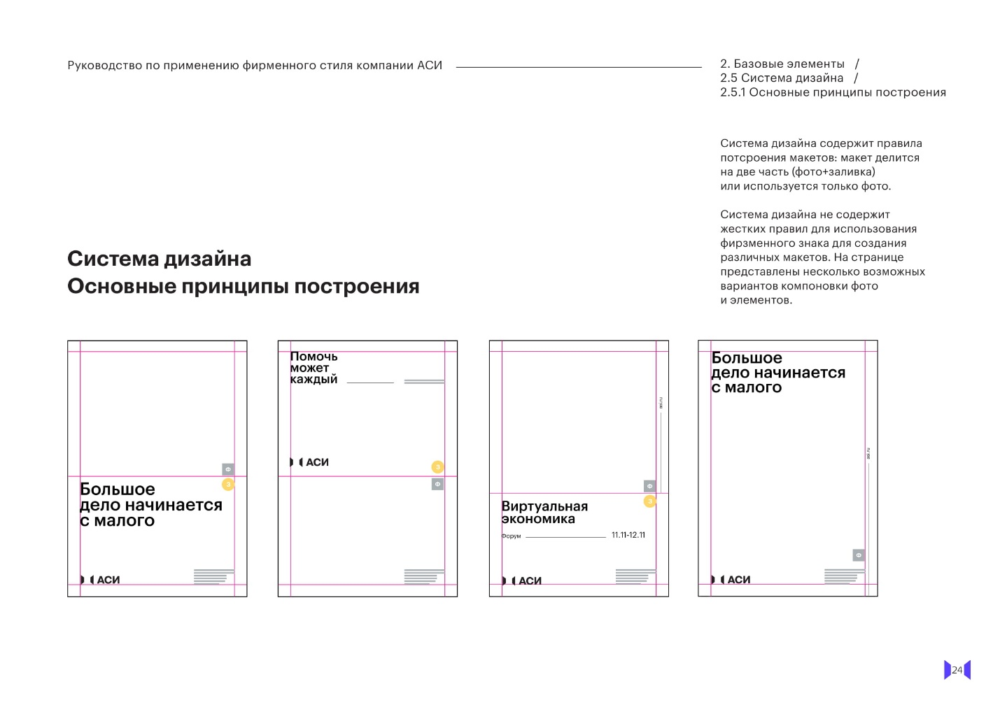 Руководство по применению фирменного стиля компании АСИ
2. Базовые элементы /
2.5 Система дизайна /
2.5.1 Основные принципы построения
Система дизайна содержит правила
потсроения макетов: макет делится
на две часть (фото+заливка)
или используется только фото.
Система дизайна не содержит
жестких правил для использования
фирзменного знака для создания
различных макетов. На странице
представлены несколько возможных
вариантов компоновки фото
и элементов.
Система дизайна
Основные принципы построения
Ф
З
Большое
дело начинается
с малого
АСИ
Помочь
может
каждый
АСИ
З
Ф
asi.ru
Ф
З
Виртуальная
экономика
Форум 11.11-12.11
АСИ
Большое
дело начинается
с малого
asi.ru
Ф
АСИ
24